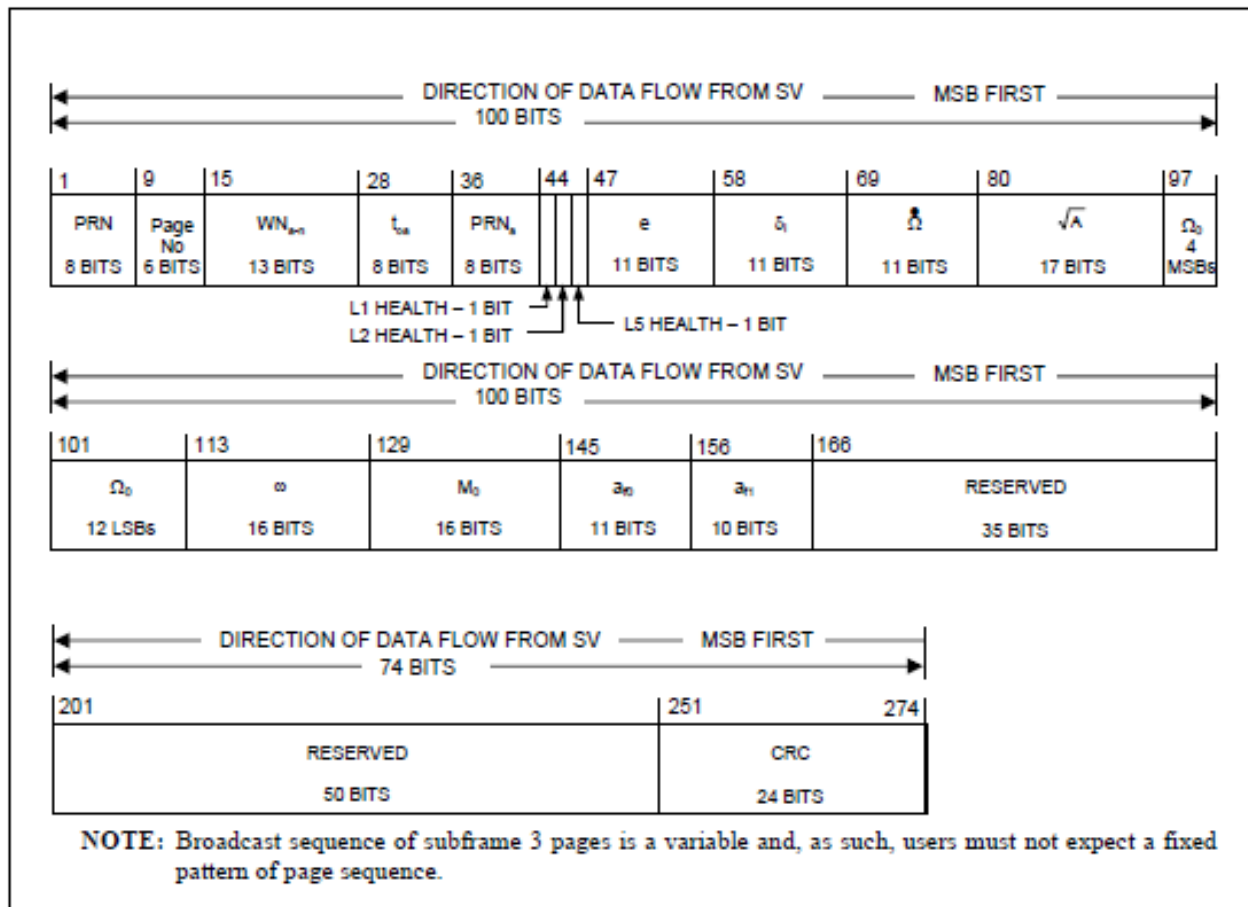 DIRECTION OF DATA FLOW FROM SV MSB FIRST
100 BITS
1 9 15 28 36 44 47 58 69 80 97
PRN Page No WNₐ₋ₙ tₒₐ PRNₐ e δᵢ Ω̇ √A Ω₀ 4 MSBs
8 BITS 6 BITS 13 BITS 8 BITS 8 BITS 11 BITS 11 BITS 11 BITS 17 BITS
L1 HEALTH – 1 BIT
L2 HEALTH – 1 BIT
L5 HEALTH – 1 BIT
DIRECTION OF DATA FLOW FROM SV MSB FIRST
100 BITS
101 113 129 145 156 166
Ω₀ ω M₀ a_f0 a_f1 RESERVED
12 LSBs 16 BITS 16 BITS 11 BITS 10 BITS 35 BITS
DIRECTION OF DATA FLOW FROM SV MSB FIRST
74 BITS
201 251 274
RESERVED CRC
50 BITS 24 BITS
NOTE: Broadcast sequence of subframe 3 pages is a variable and, as such, users must not expect a fixed
pattern of page sequence.